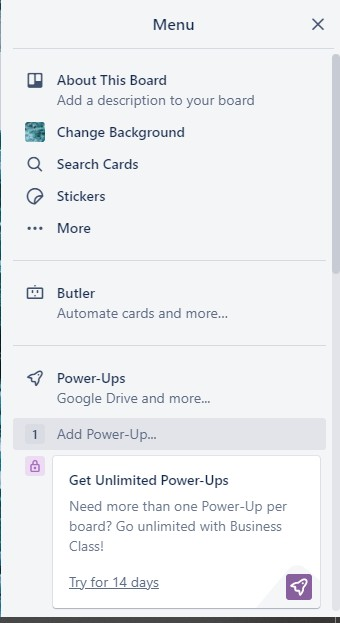 Menu
About This Board
Add a description to your board
Change Background
Search Cards
Stickers
More
Butler
Automate cards and more...
Power-Ups
Google Drive and more...
1 Add Power-Up...
Get Unlimited Power-Ups
Need more than one Power-Up per
board? Go unlimited with Business
Class!
Try for 14 days